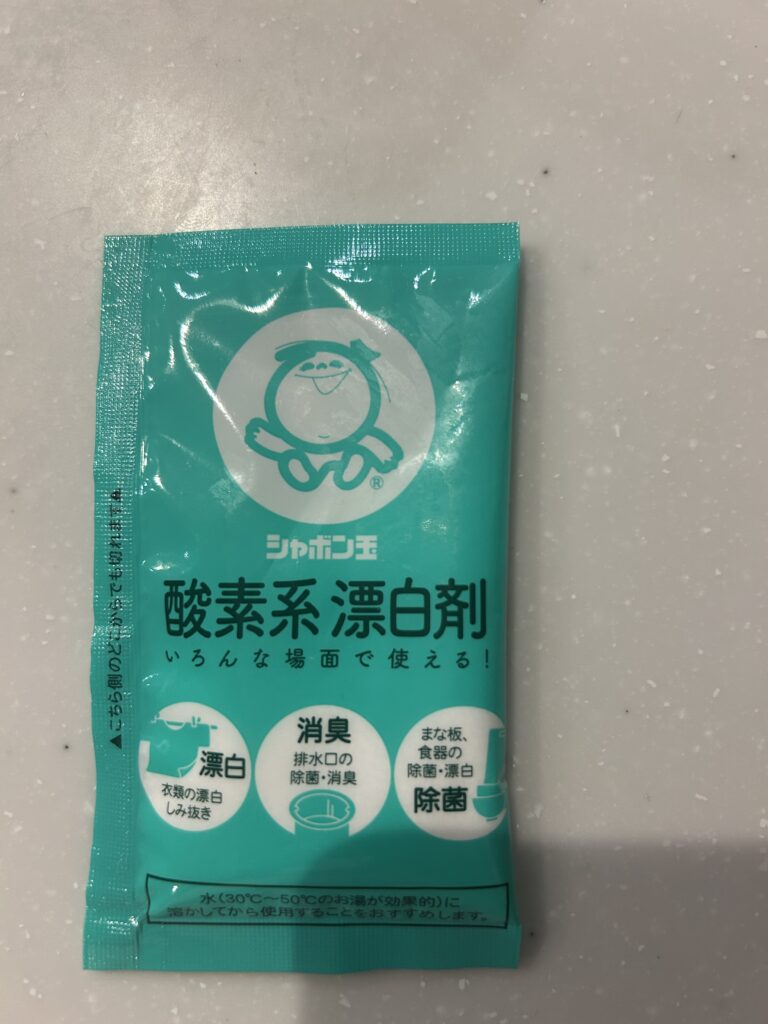 ®
シャボン玉
酸素系 漂白剤
いろんな場面で使える!
漂白
衣類の漂白
しみ抜き
消臭
排水口の
除菌・消臭
まな板、
食器の
除菌・漂白
除菌
水(30℃〜50℃のお湯が効果的)に
溶かしてから使用することをおすすめします。
▲こちら側のどこからでも切れます▲